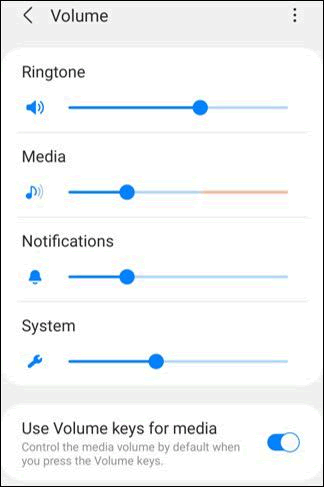 Volume
Ringtone
Media
Notifications
System
Use Volume keys for media
Control the media volume by default when
you press the Volume keys.